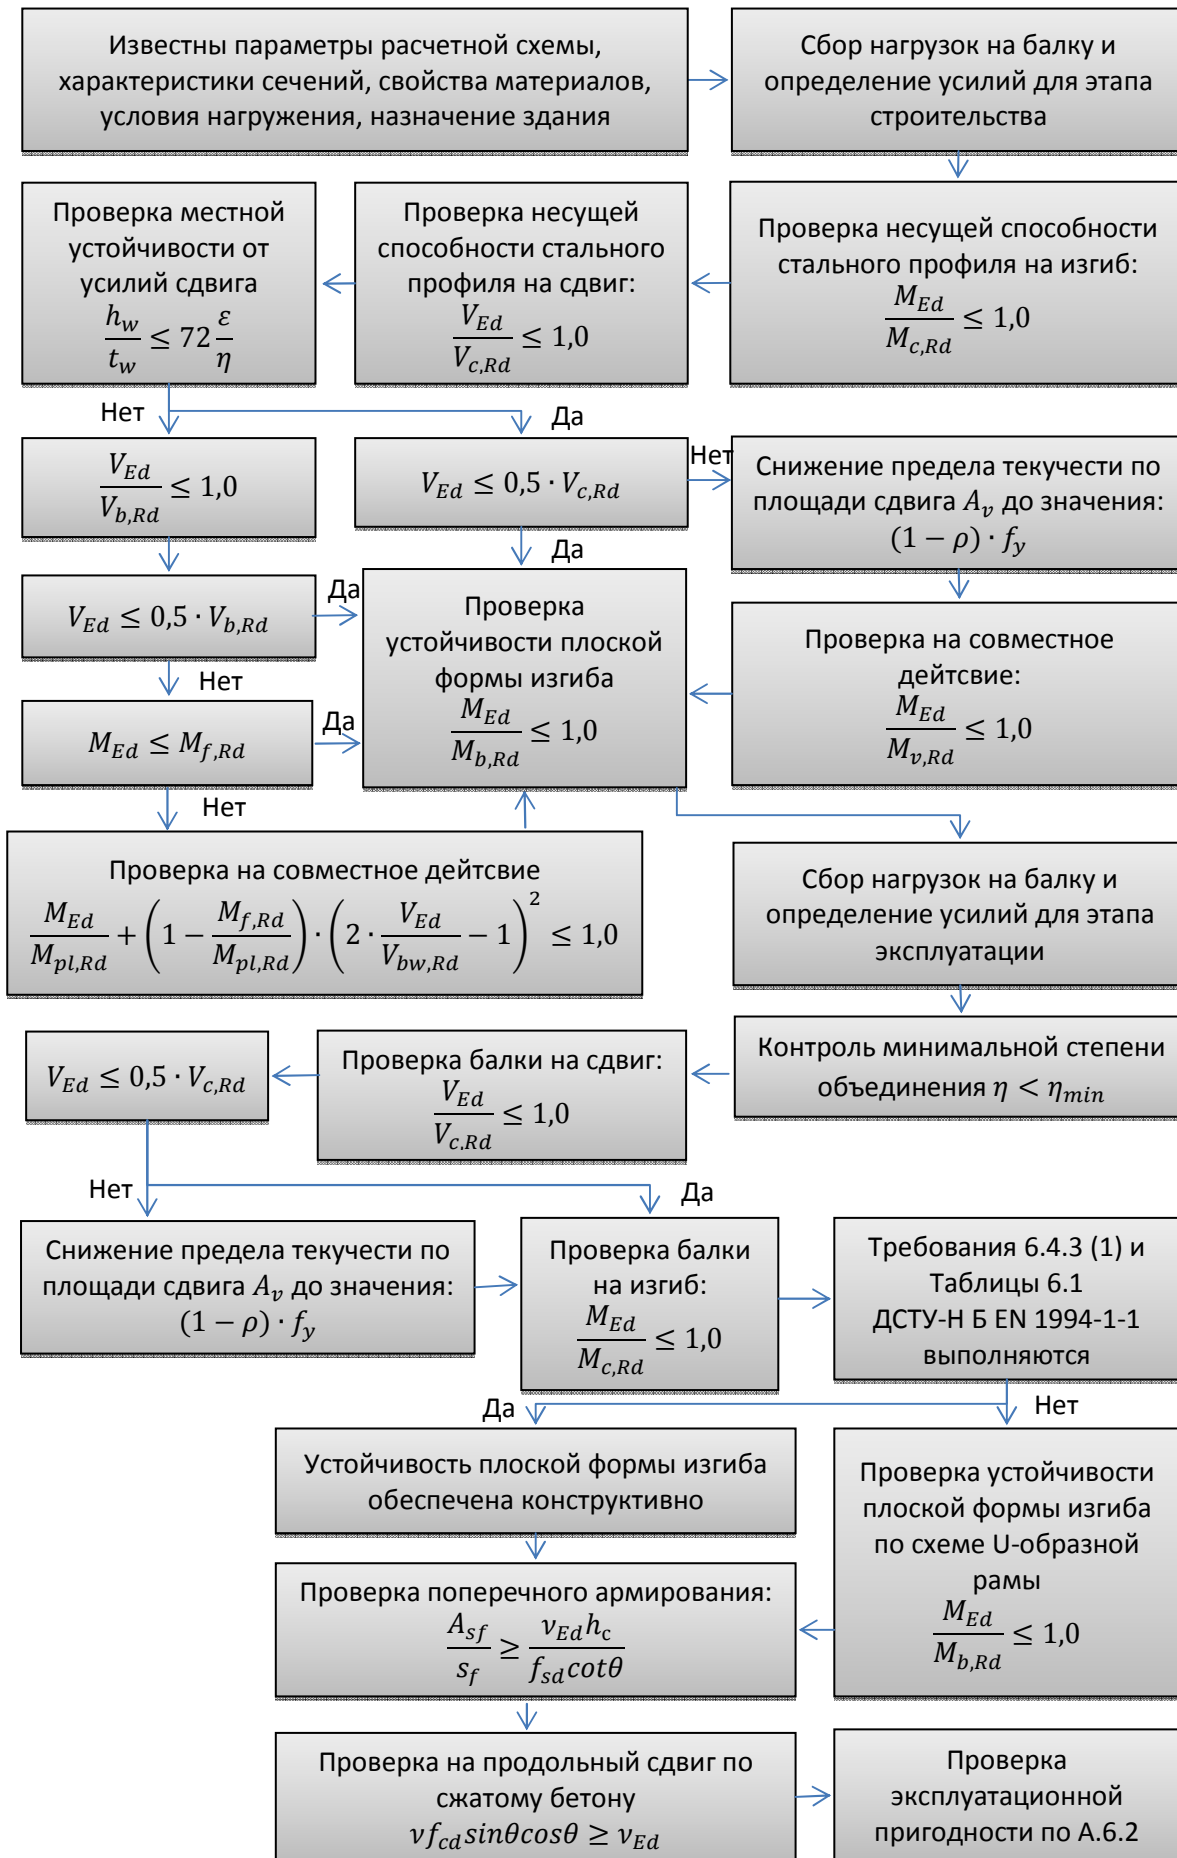 Известны параметры расчетной схемы,
характеристики сечений, свойства материалов,
условия нагружения, назначение здания
Сбор нагрузок на балку и
определение усилий для этапа
строительства
Проверка местной
устойчивости от
усилий сдвига
h_w/t_w ≤ 72 ε/η
Проверка несущей
способности стального
профиля на сдвиг:
V_Ed/V_c,Rd ≤ 1,0
Проверка несущей способности
стального профиля на изгиб:
M_Ed/M_c,Rd ≤ 1,0
Нет
Да
V_Ed/V_b,Rd ≤ 1,0
V_Ed ≤ 0,5 · V_c,Rd
Нет
Снижение предела текучести по
площади сдвига A_v до значения:
(1 − ρ) · f_y
Да
V_Ed ≤ 0,5 · V_b,Rd
Да
Проверка
устойчивости плоской
формы изгиба
M_Ed/M_b,Rd ≤ 1,0
Проверка на совместное
дейтсвие:
M_Ed/M_v,Rd ≤ 1,0
Нет
M_Ed ≤ M_f,Rd
Да
Нет
Проверка на совместное дейтсвие
M_Ed/M_pl,Rd + (1 − M_f,Rd/M_pl,Rd) · (2 · V_Ed/V_bw,Rd − 1)² ≤ 1,0
Сбор нагрузок на балку и
определение усилий для этапа
эксплуатации
V_Ed ≤ 0,5 · V_c,Rd
Проверка балки на сдвиг:
V_Ed/V_c,Rd ≤ 1,0
Контроль минимальной степени
объединения η < η_min
Нет
Да
Снижение предела текучести по
площади сдвига A_v до значения:
(1 − ρ) · f_y
Проверка балки
на изгиб:
M_Ed/M_c,Rd ≤ 1,0
Требования 6.4.3 (1) и
Таблицы 6.1
ДСТУ-Н Б EN 1994-1-1
выполняются
Да
Нет
Устойчивость плоской формы изгиба
обеспечена конструктивно
Проверка устойчивости
плоской формы изгиба
по схеме U-образной
рамы
M_Ed/M_b,Rd ≤ 1,0
Проверка поперечного армирования:
A_sf/s_f ≥ ν_Ed h_c/f_sd cotθ
Проверка на продольный сдвиг по
сжатому бетону
νf_cd sinθcosθ ≥ ν_Ed
Проверка
эксплуатационной
пригодности по А.6.2